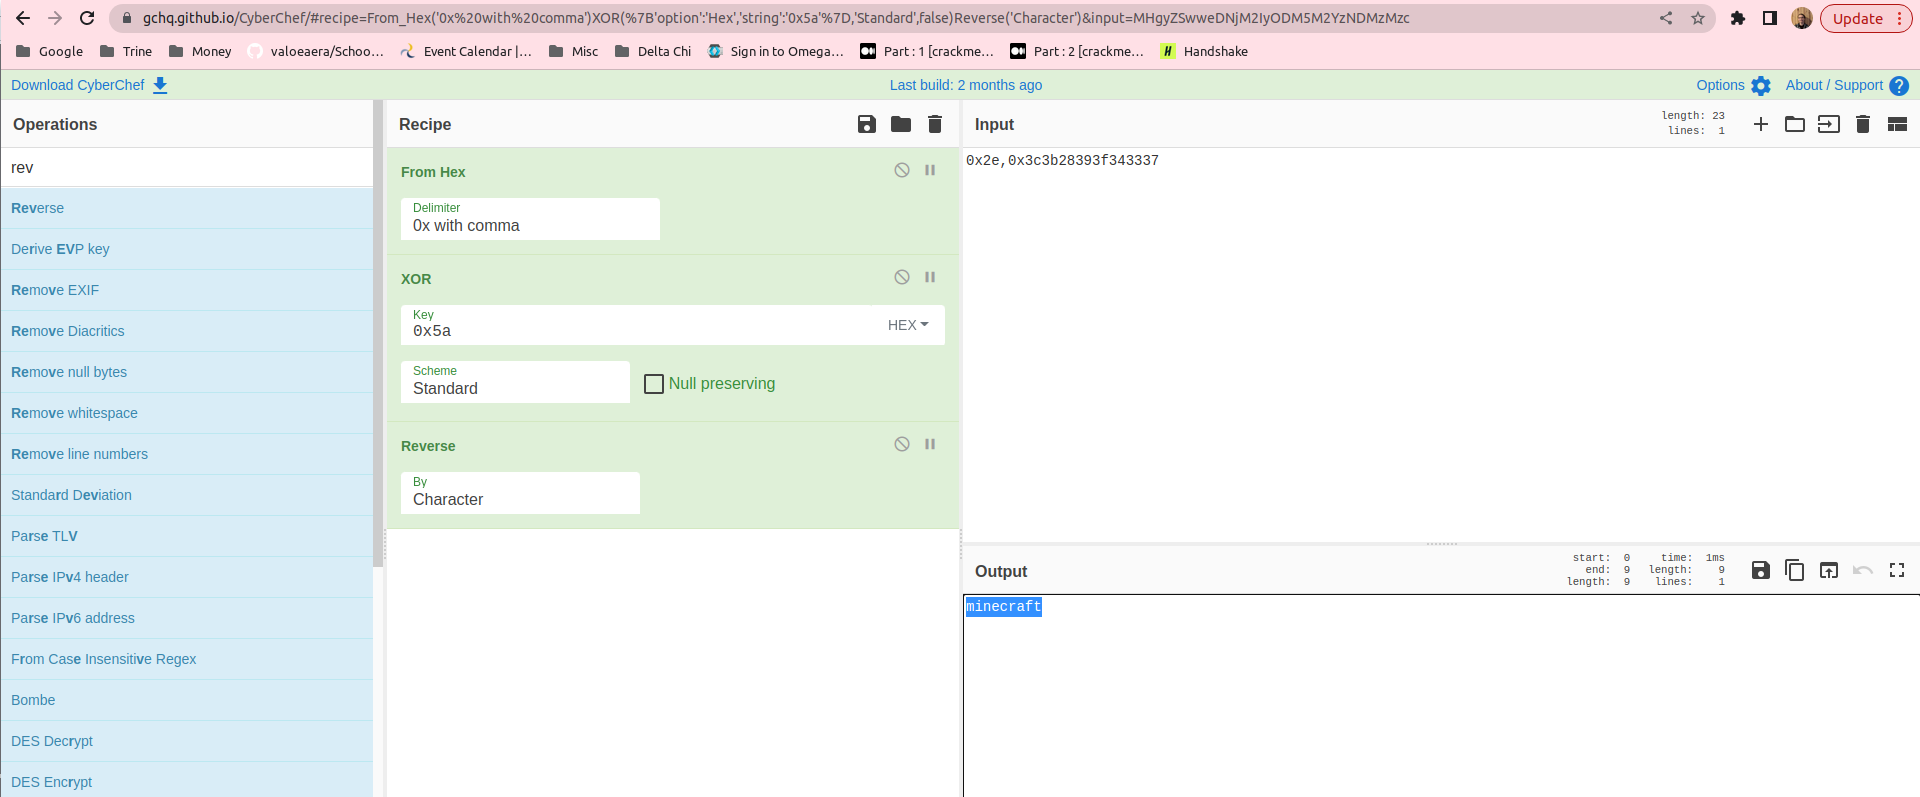 gchq.github.io/CyberChef/#recipe=From_Hex('0x%20with%20comma')XOR(%7B'option':'Hex','string':'0x5a'%7D,'Standard',false)Reverse('Character')&input=MHgyZSwweDNjM2IyODM5M2YzNDMzMzc
Update
Google Trine Money valoeaera/Schoo… Event Calendar |… Misc Delta Chi Sign in to Omega… Part : 1 [crackme… Part : 2 [crackme… Handshake
Download CyberChef
Last build: 2 months ago
Options About / Support
Operations
rev
Reverse
Derive EVP key
Remove EXIF
Remove Diacritics
Remove null bytes
Remove whitespace
Remove line numbers
Standard Deviation
Parse TLV
Parse IPv4 header
Parse IPv6 address
From Case Insensitive Regex
Bombe
DES Decrypt
DES Encrypt
Recipe
From Hex
Delimiter
0x with comma
XOR
Key
0x5a
HEX
Scheme
Standard
Null preserving
Reverse
By
Character
Input
length: 23
lines: 1
0x2e,0x3c3b28393f343337
Output
start: 0 time: 1ms
end: 9 length: 9
length: 9 lines: 1
minecraft